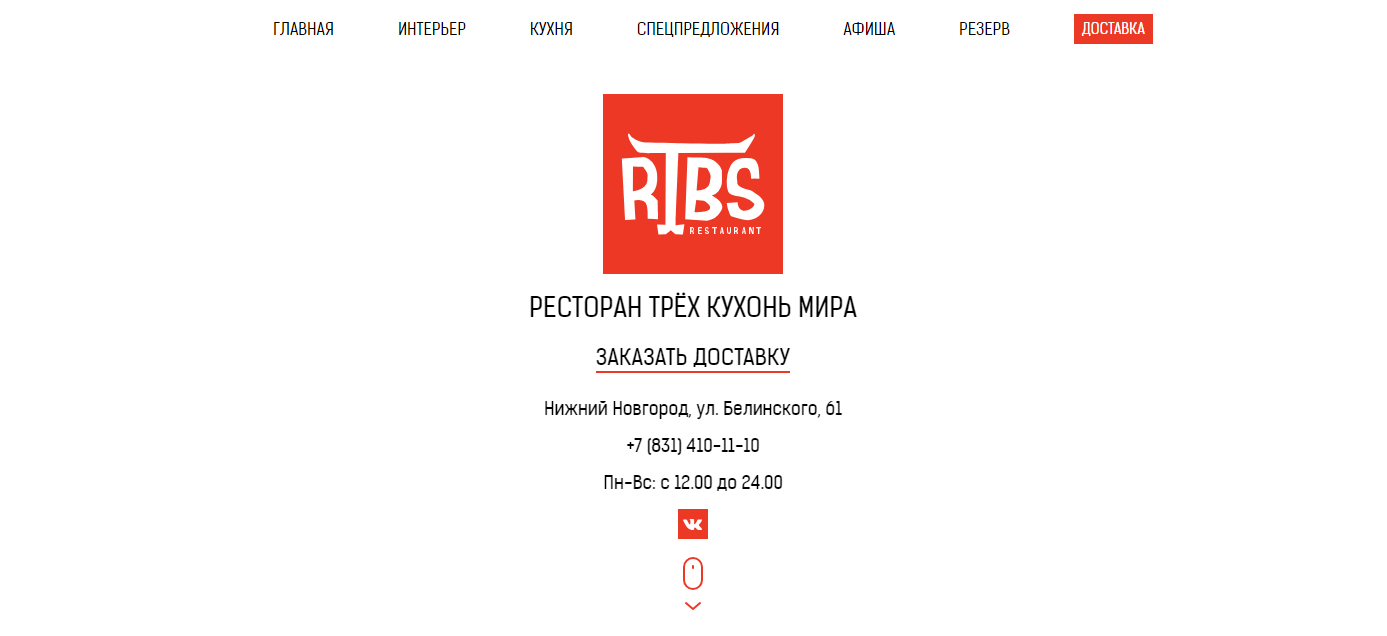 ГЛАВНАЯ ИНТЕРЬЕР КУХНЯ СПЕЦПРЕДЛОЖЕНИЯ АФИША РЕЗЕРВ ДОСТАВКА
RIBS
RESTAURANT
РЕСТОРАН ТРЁХ КУХОНЬ МИРА
ЗАКАЗАТЬ ДОСТАВКУ
Нижний Новгород, ул. Белинского, 61
+7 (831) 410-11-10
Пн-Вс: с 12.00 до 24.00